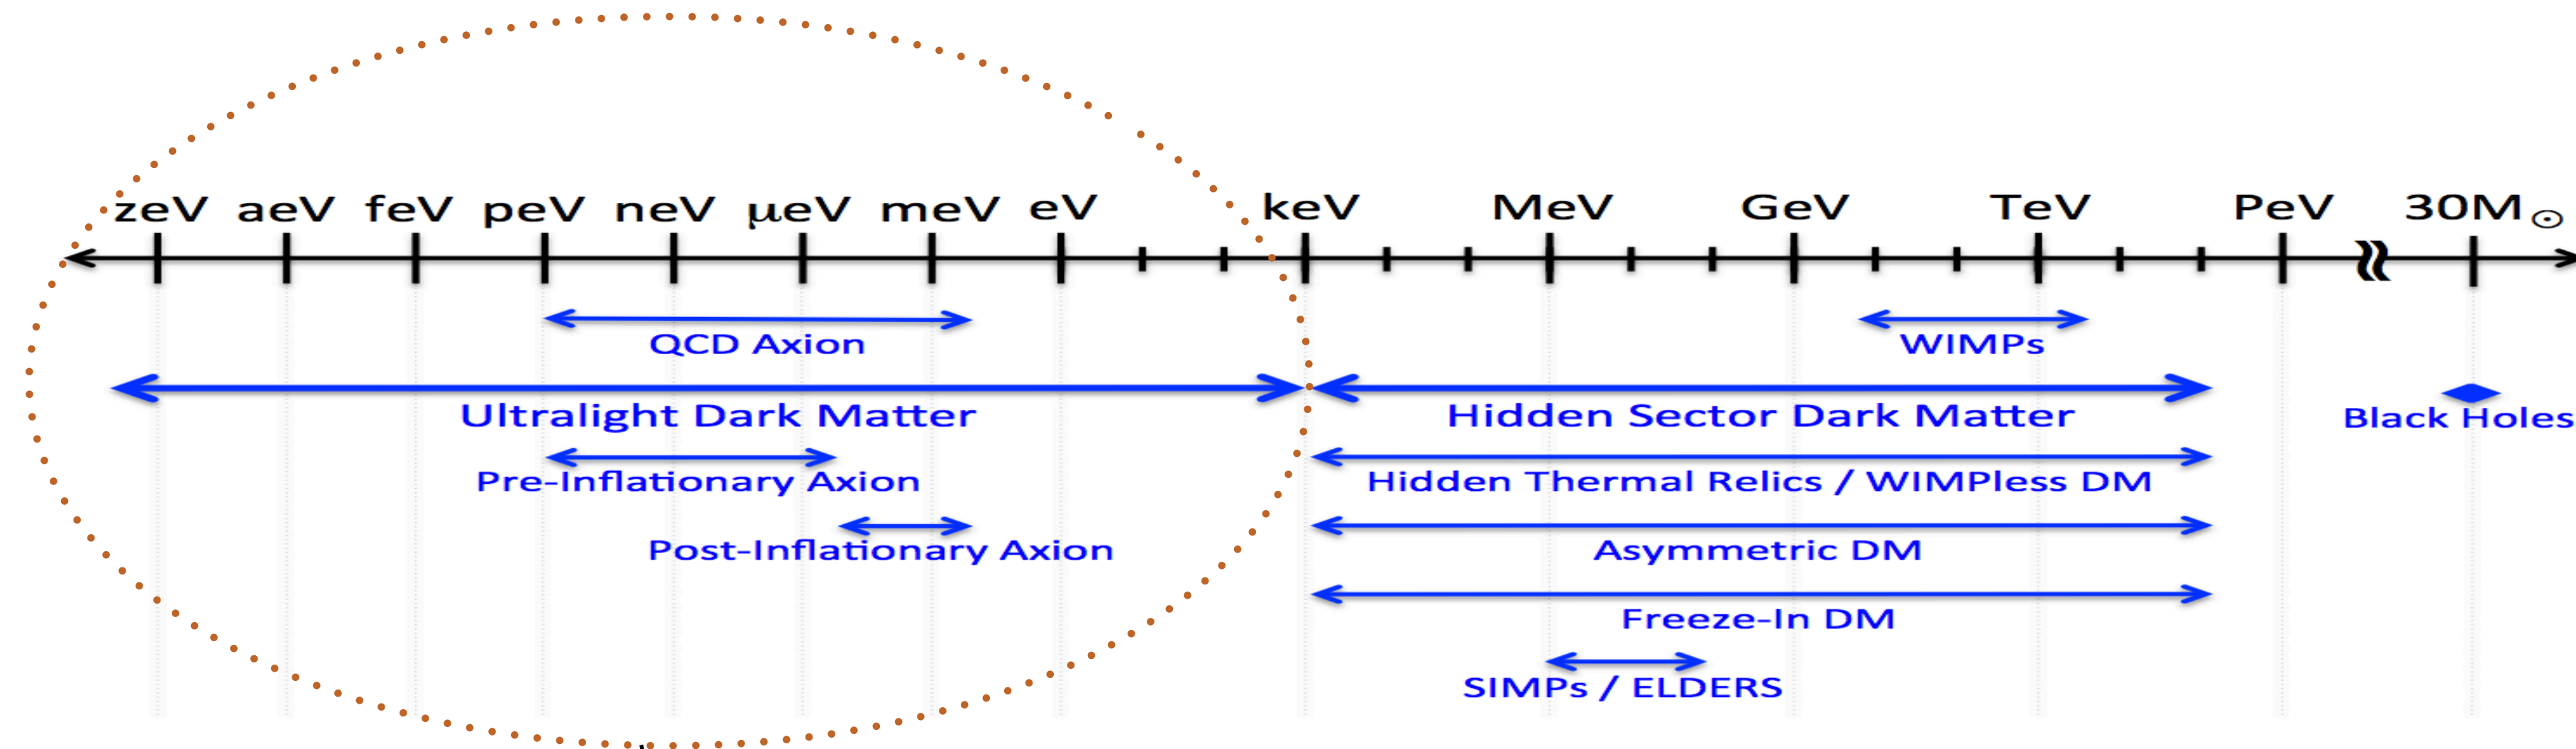 zeV aeV feV peV neV µeV meV eV keV MeV GeV TeV PeV 30M☉
QCD Axion WIMPs
Ultralight Dark Matter Hidden Sector Dark Matter Black Holes
Pre-Inflationary Axion Hidden Thermal Relics / WIMPless DM
Post-Inflationary Axion Asymmetric DM
Freeze-In DM
SIMPs / ELDERS